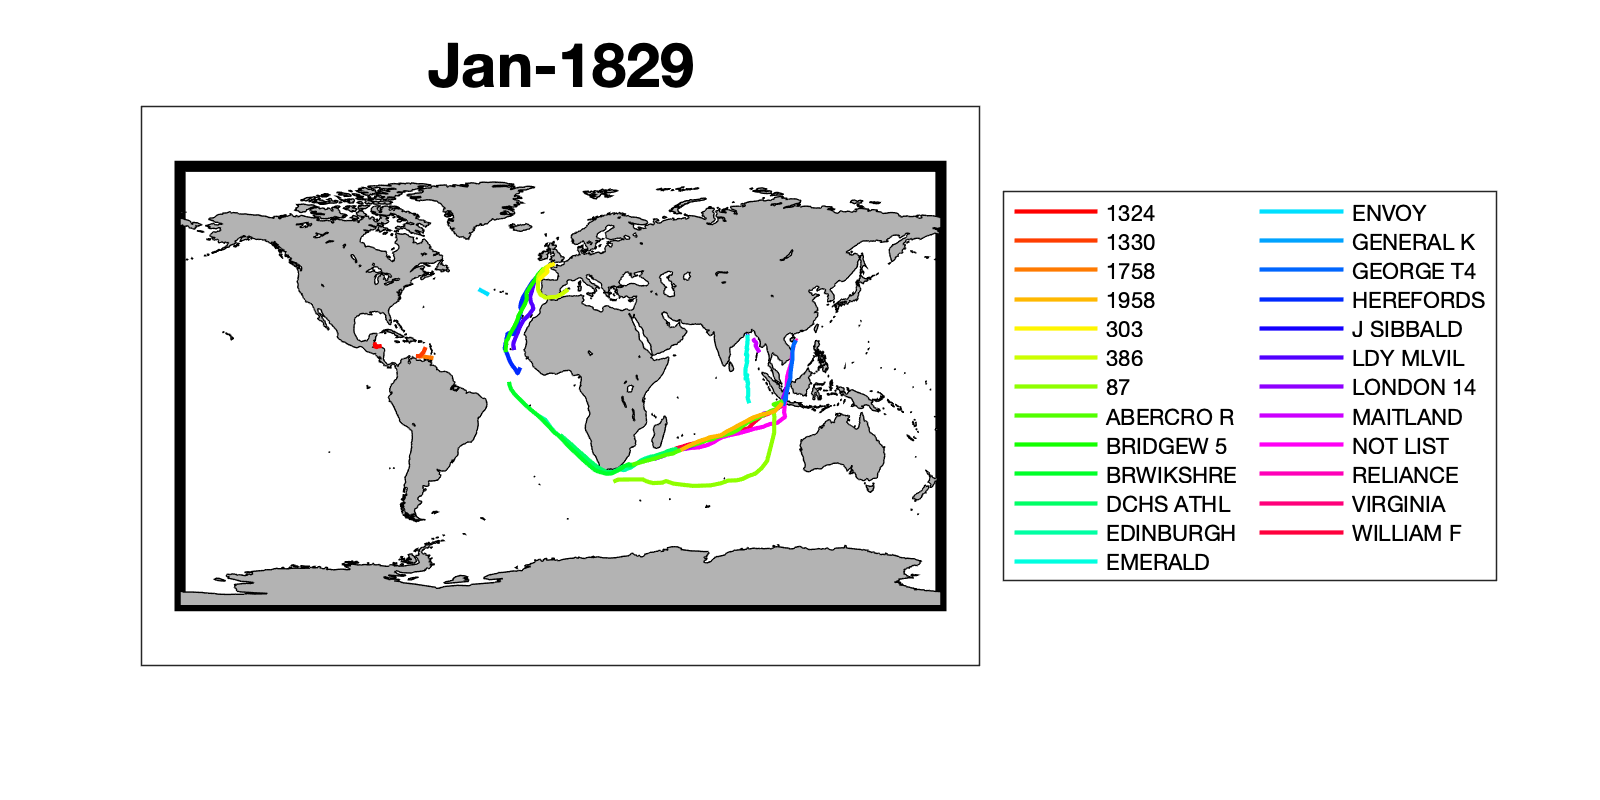 Jan-1829
1324
1330
1758
1958
303
386
87
ABERCRO R
BRIDGEW 5
BRWIKSHRE
DCHS ATHL
EDINBURGH
EMERALD
ENVOY
GENERAL K
GEORGE T4
HEREFORDS
J SIBBALD
LDY MLVIL
LONDON 14
MAITLAND
NOT LIST
RELIANCE
VIRGINIA
WILLIAM F